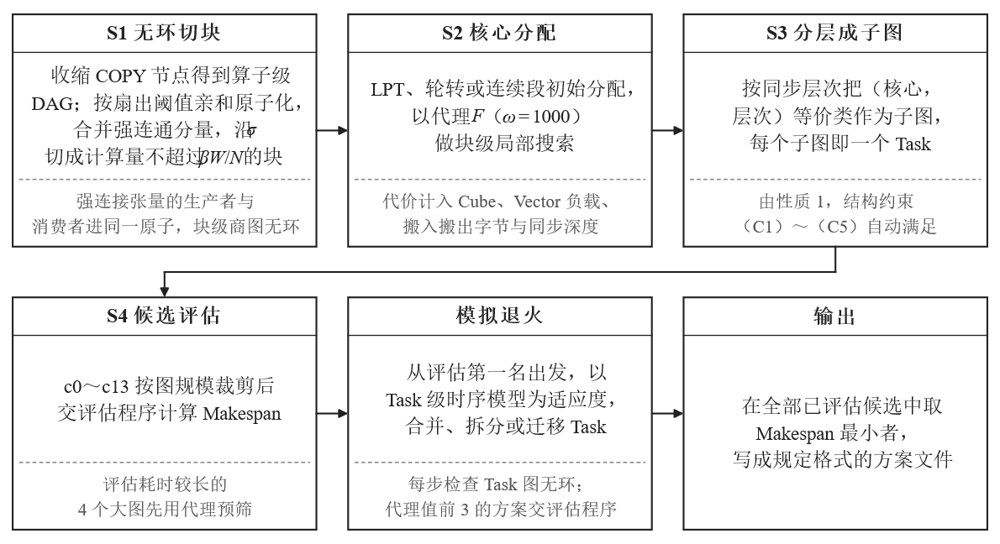 S1 无环切块
收缩 COPY 节点得到算子级
DAG；按扇出阈值亲和原子化，
合并强连通分量，沿σ
切成计算量不超过βW/N的块
强连接张量的生产者与
消费者进同一原子，块级商图无环
S2 核心分配
LPT、轮转或连续段初始分配，
以代理F（ω=1000）
做块级局部搜索
代价计入 Cube、Vector 负载、
搬入搬出字节与同步深度
S3 分层成子图
按同步层次把（核心，
层次）等价类作为子图，
每个子图即一个 Task
由性质 1，结构约束
（C1）～（C5）自动满足
S4 候选评估
c0～c13 按图规模裁剪后
交评估程序计算 Makespan
评估耗时较长的
4 个大图先用代理预筛
模拟退火
从评估第一名出发，以
Task 级时序模型为适应度，
合并、拆分或迁移 Task
每步检查 Task 图无环；
代理值前 3 的方案交评估程序
输出
在全部已评估候选中取
Makespan 最小者，
写成规定格式的方案文件